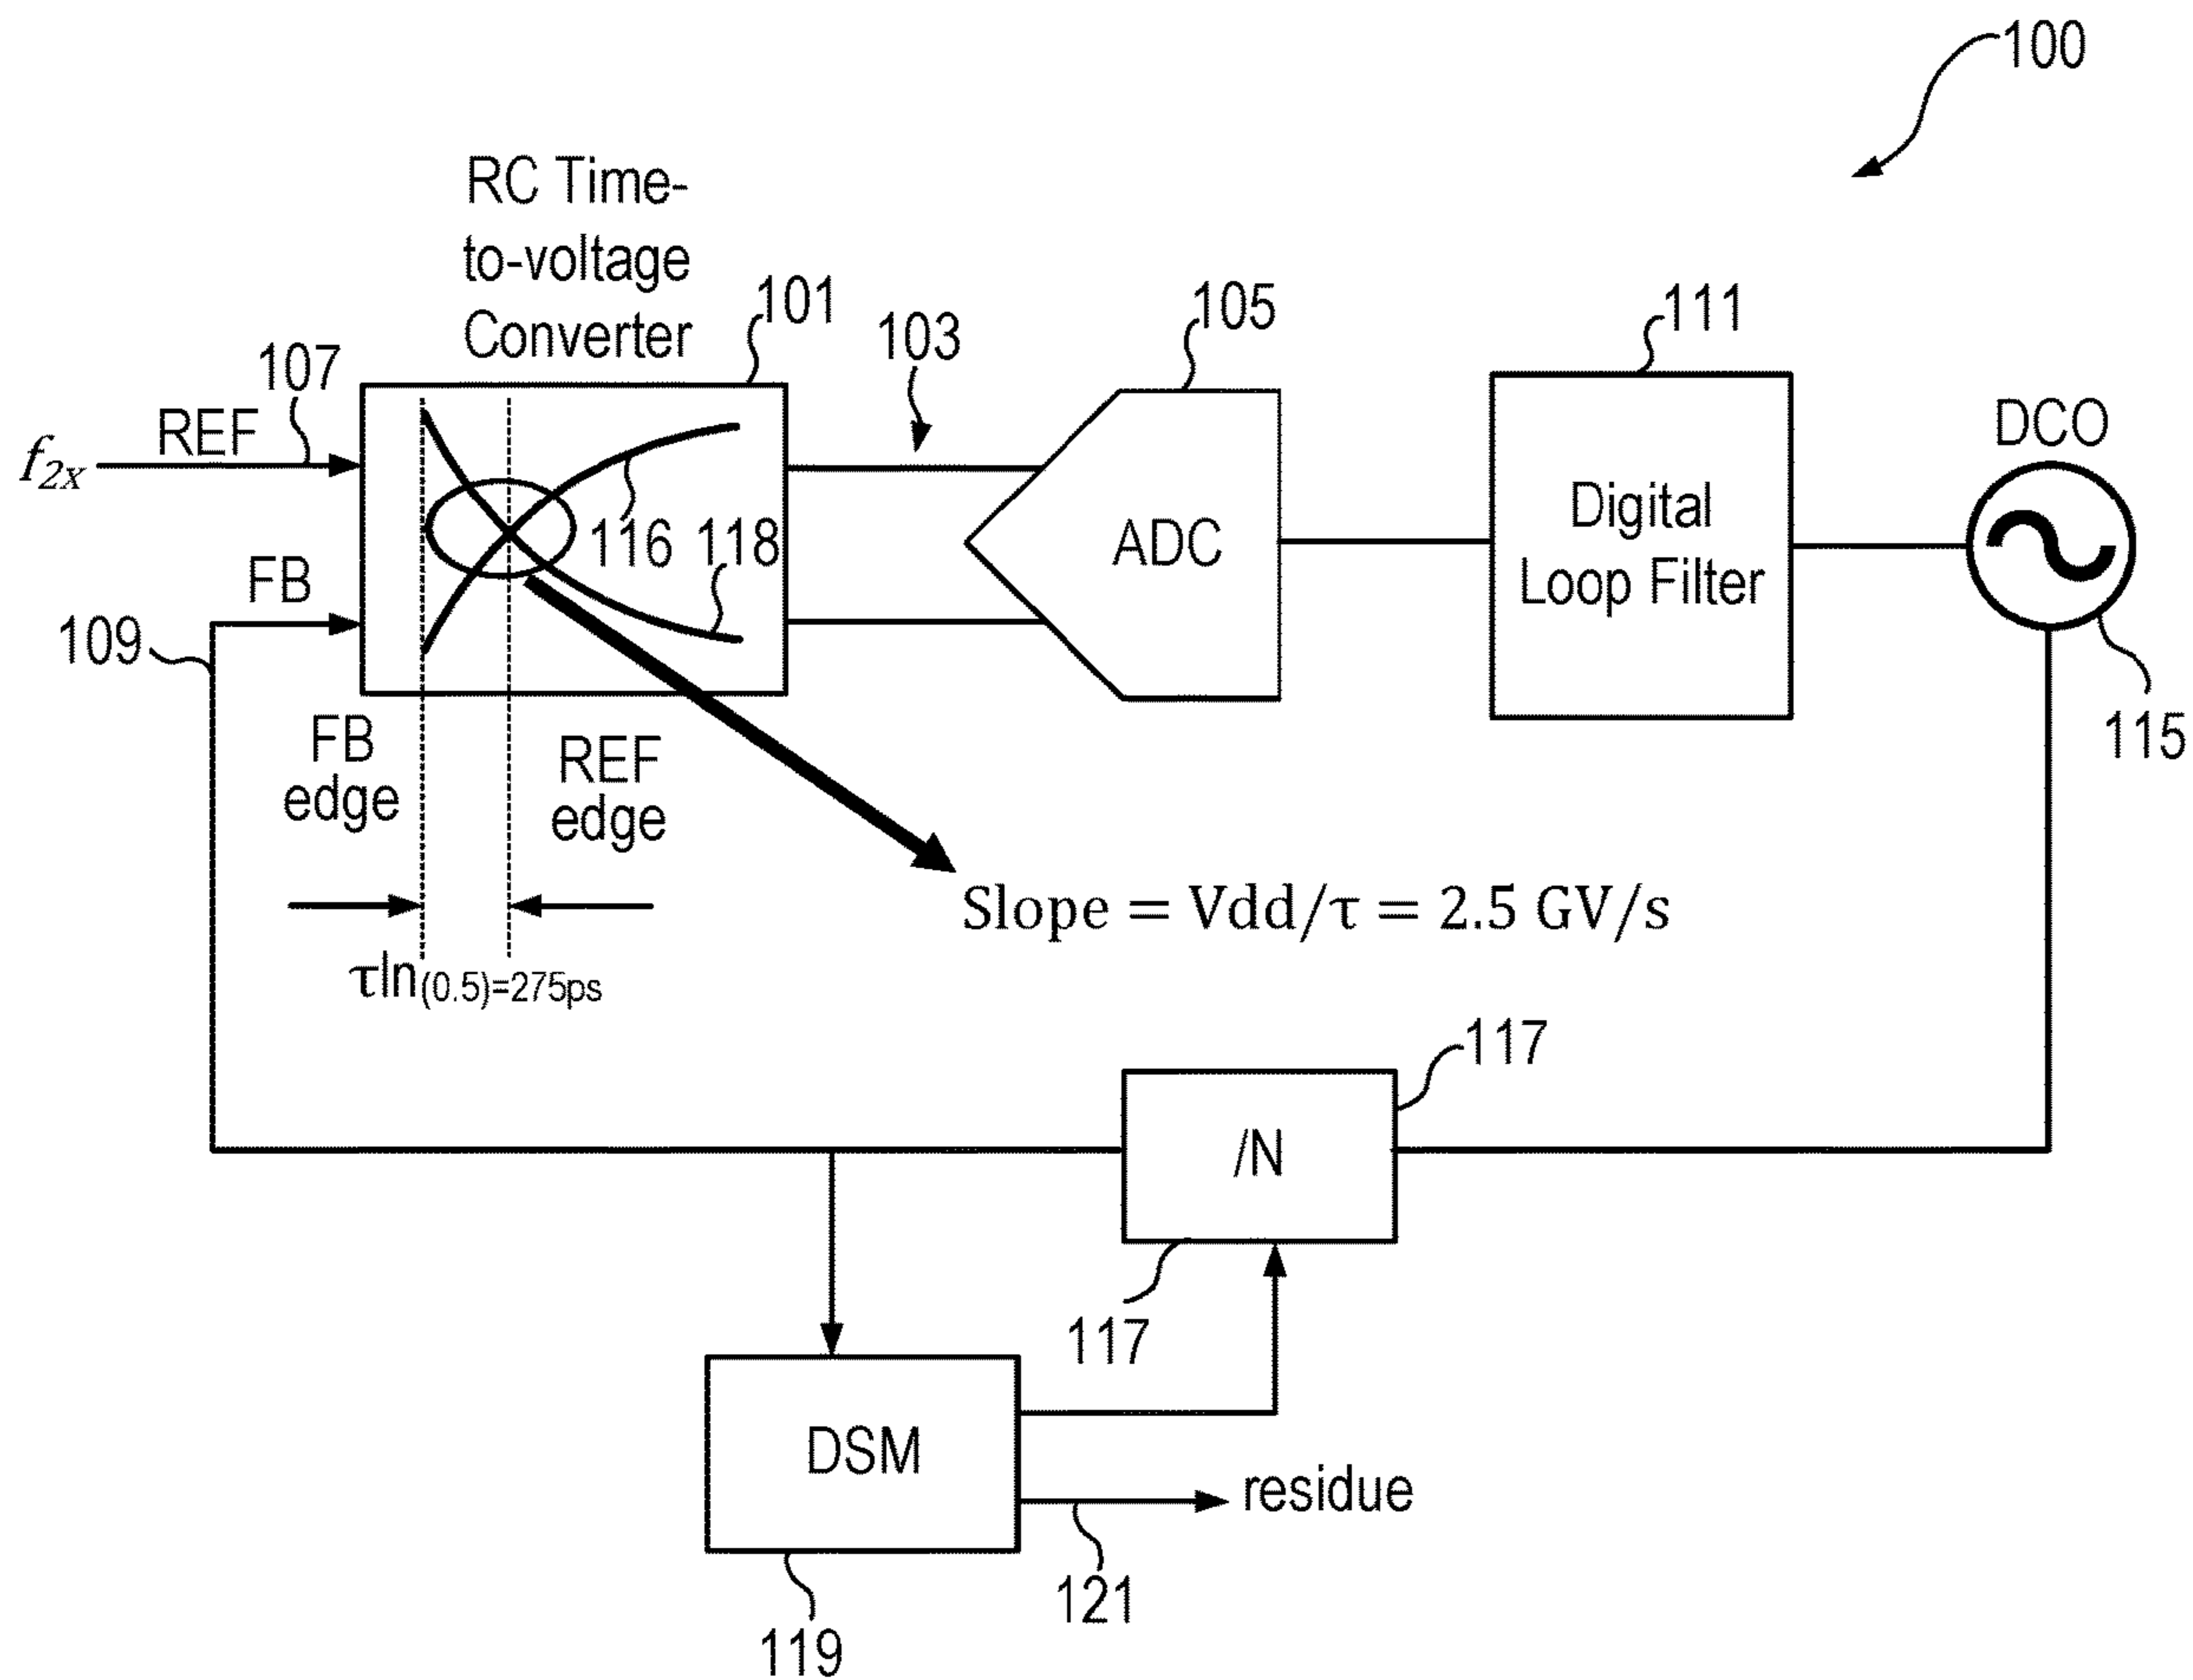 100
RC Time-
to-voltage
Converter
101
103
105
111
107
REF
f2x
DCO
116
118
ADC
Digital
Loop Filter
FB
109
115
FB
edge
REF
edge
Slope = Vdd/τ = 2.5 GV/s
τln(0.5)=275ps
117
/N
117
DSM
residue
121
119